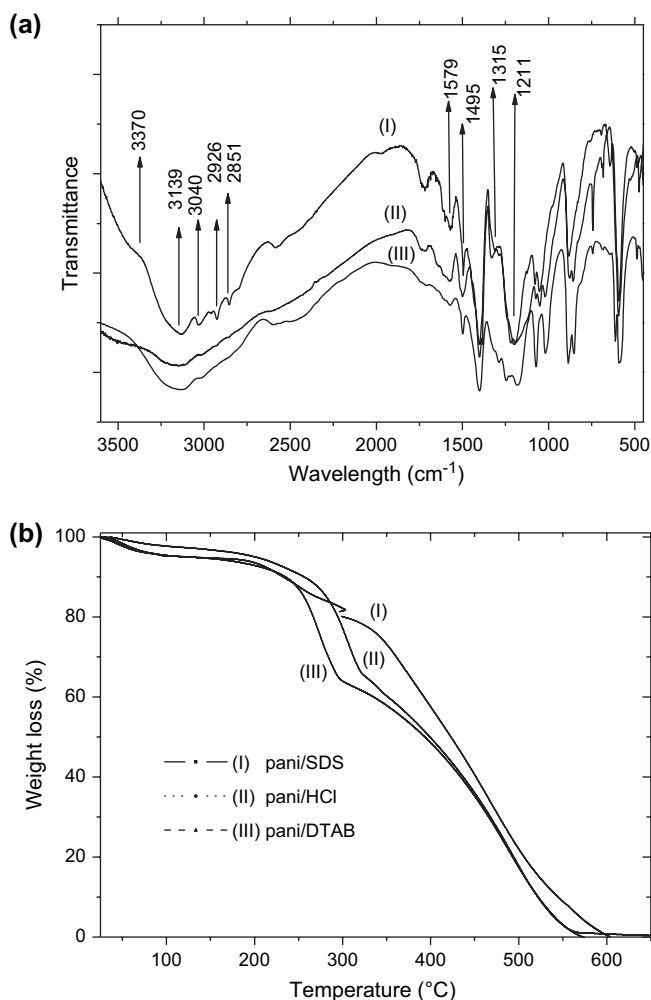 (a)
3370
3139
3040
2926
2851
1579
1495
1315
1211
(I)
(II)
(III)
Transmittance
3500 3000 2500 2000 1500 1000 500
Wavelength (cm⁻¹)
(b)
100
80
60
40
20
0
Weight loss (%)
(I)
(II)
(III)
(I) pani/SDS
(II) pani/HCl
(III) pani/DTAB
100 200 300 400 500 600
Temperature (°C)